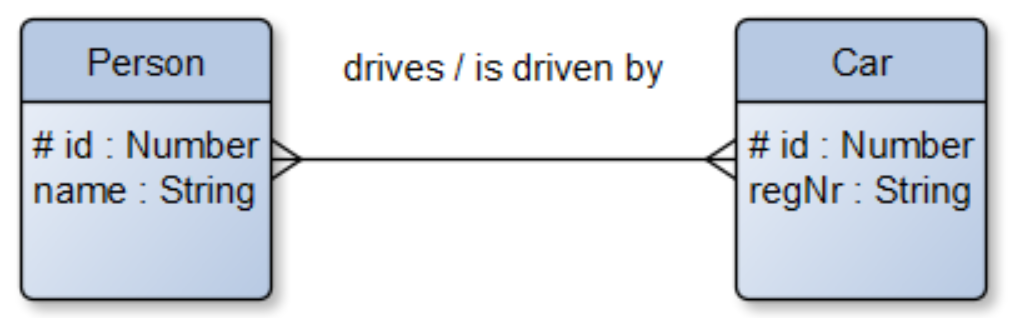 Person
# id : Number
name : String
drives / is driven by
Car
# id : Number
regNr : String